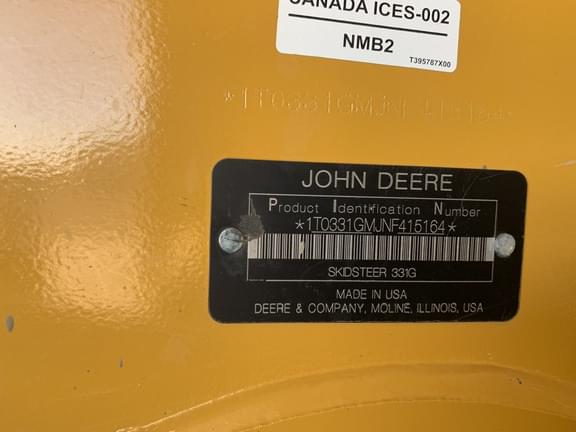 CANADA ICES-002
NMB2
T395787X00
JOHN DEERE
Product Identification Number
*1T0331GMJNF415164*
SKIDSTEER 331G
MADE IN USA
DEERE & COMPANY, MOLINE, ILLINOIS, USA